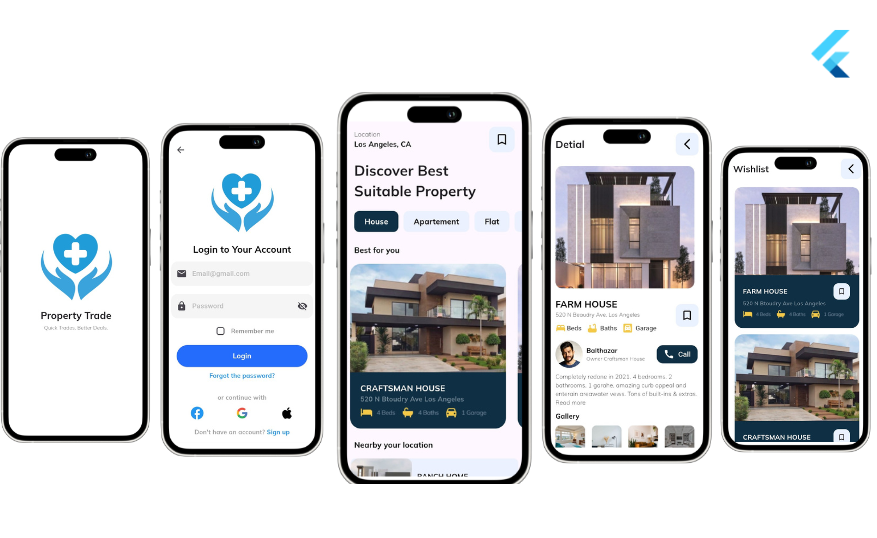 Property Trade
Quick Trades. Better Deals.
Login to Your Account
Email@gmail.com
Password
Remember me
Login
Forgot the password?
or continue with
Don't have an account? Sign up
Location
Los Angeles, CA
Discover Best
Suitable Property
House
Apartement
Flat
Best for you
CRAFTSMAN HOUSE
520 N Btoudry Ave Los Angeles
4 Beds
4 Baths
1 Garage
Nearby your location
RANCH HOME
Detial
FARM HOUSE
520 N Beaudry Ave, Los Angeles
Beds
Baths
Garage
Balthazar
Owner Craftsman House
Call
Completely redone in 2021. 4 bedrooms. 2
bathrooms. 1 garahe. amazing curb appeal and
entertain area water views. Tons of built-ins & extras.
Read more.
Gallery
Wishlist
FARM HOUSE
520 N Btoudry Ave Los Angeles
4 Beds
4 Baths
1 Garage
CRAFTSMAN HOUSE